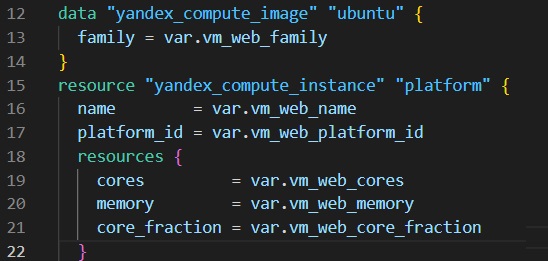 12 data "yandex_compute_image" "ubuntu" {
13   family = var.vm_web_family
14 }
15 resource "yandex_compute_instance" "platform" {
16   name        = var.vm_web_name
17   platform_id = var.vm_web_platform_id
18   resources {
19     cores         = var.vm_web_cores
20     memory        = var.vm_web_memory
21     core_fraction = var.vm_web_core_fraction
22   }